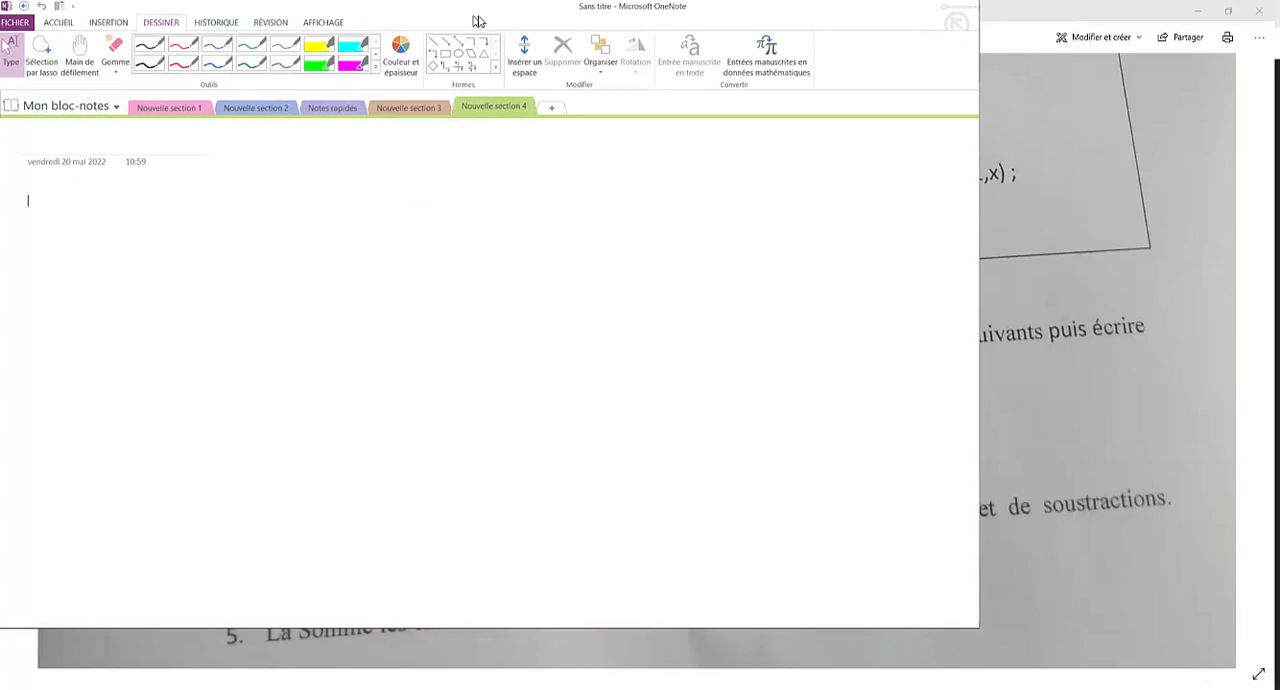 Sans titre - Microsoft OneNote
FICHIER ACCUEIL INSERTION DESSINER HISTORIQUE RÉVISION AFFICHAGE
Type
Sélection par lasso
Main de défilement
Gomme
Couleur et épaisseur
Insérer un espace
Supprimer
Organiser
Rotation
Entrée manuscrite en texte
Entrées manuscrites en données mathématiques
Outils Formes Modifier Convertir
Modifier et créer Partager
Mon bloc-notes Nouvelle section 1 Nouvelle section 2 Notes rapides Nouvelle section 3 Nouvelle section 4 +
vendredi 20 mai 2022 10:59
,x) ;
uivants puis écrire
et de soustractions.
5. La Somme